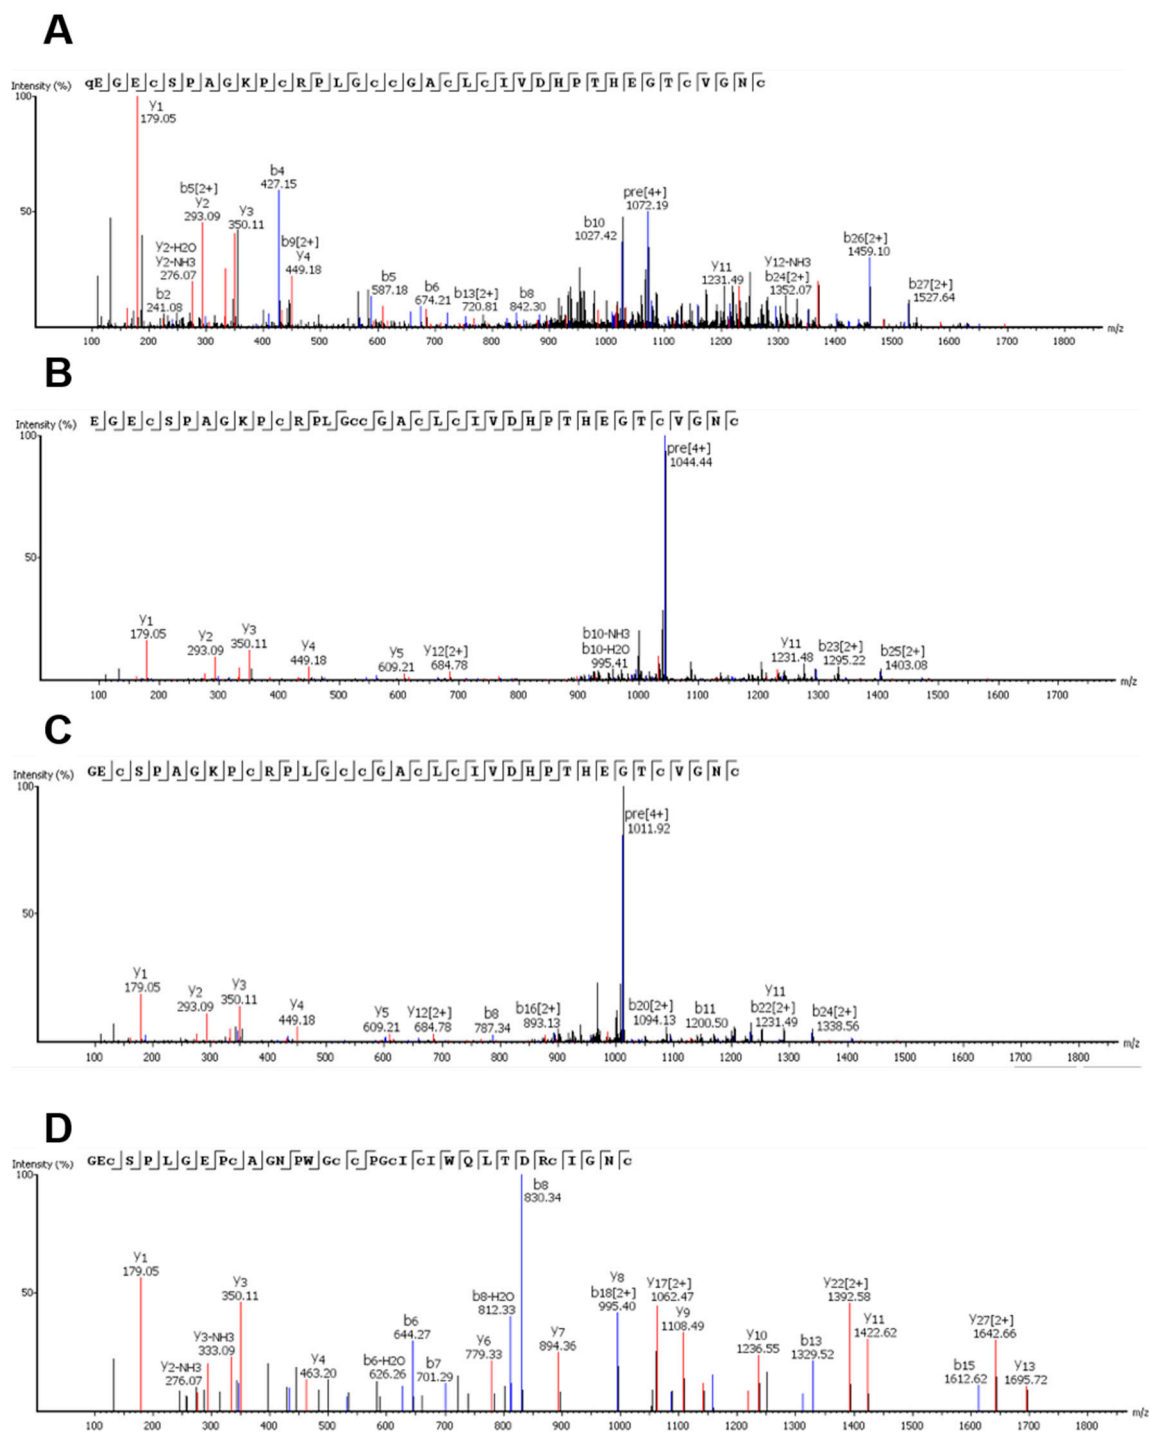 A
qEGEcSPAGKPcRPLGccGAcLcIVDHPTHEGTcVGNc
Intensity (%)
100
y1
179.05
b4
427.15
b5[2+]
y2
293.09
y3
350.11
pre[4+]
1072.19
50
b10
1027.42
b26[2+]
1459.10
y2-H2O
y2-NH3
276.07
b9[2+]
y4
449.18
y11
1231.49
y12-NH3
b24[2+]
1352.07
b2
241.08
b5
587.18
b6
674.21
b13[2+]
720.81
b8
842.30
b27[2+]
1527.64
100 200 300 400 500 600 700 800 900 1000 1100 1200 1300 1400 1500 1600 1700 1800 m/z
B
EGEcSPAGKPcRPLGccGAcLcIVDHPTHEGTcVGNc
Intensity (%)
100
pre[4+]
1044.44
50
y1
179.05
y2
293.09
y3
350.11
y4
449.18
y5
609.21
y12[2+]
684.78
b10-NH3
b10-H2O
995.41
y11
1231.48
b23[2+]
1295.22
b25[2+]
1403.08
100 200 300 400 500 600 700 800 900 1000 1100 1200 1300 1400 1500 1600 1700 m/z
C
GEcSPAGKPcRPLGccGAcLcIVDHPTHEGTcVGNc
Intensity (%)
100
pre[4+]
1011.92
50
y1
179.05
y2
293.09
y3
350.11
y4
449.18
y5
609.21
y12[2+]
684.78
b8
787.34
b16[2+]
893.13
b20[2+]
1094.13
b11
1200.50
y11
b22[2+]
1231.49
b24[2+]
1338.56
100 200 300 400 500 600 700 800 900 1000 1100 1200 1300 1400 1500 1600 1700 1800 m/z
D
GEcSPLGEPcAGNPWGccPGcIcIWQLTDRcIGNc
Intensity (%)
100
b8
830.34
y1
179.05
50
y3
350.11
b8-H2O
812.33
y8
b18[2+]
995.40
y17[2+]
1062.47
y22[2+]
1392.58
b6
644.27
y9
1108.49
y11
1422.62
y27[2+]
1642.66
y3-NH3
333.09
y6
779.33
y7
894.36
y10
1236.55
b13
1329.52
y2-NH3
276.07
y4
463.20
b6-H2O
626.26
b7
701.29
b15
1612.62
y13
1695.72
100 200 300 400 500 600 700 800 900 1000 1100 1200 1300 1400 1500 1600 1700 1800 m/z